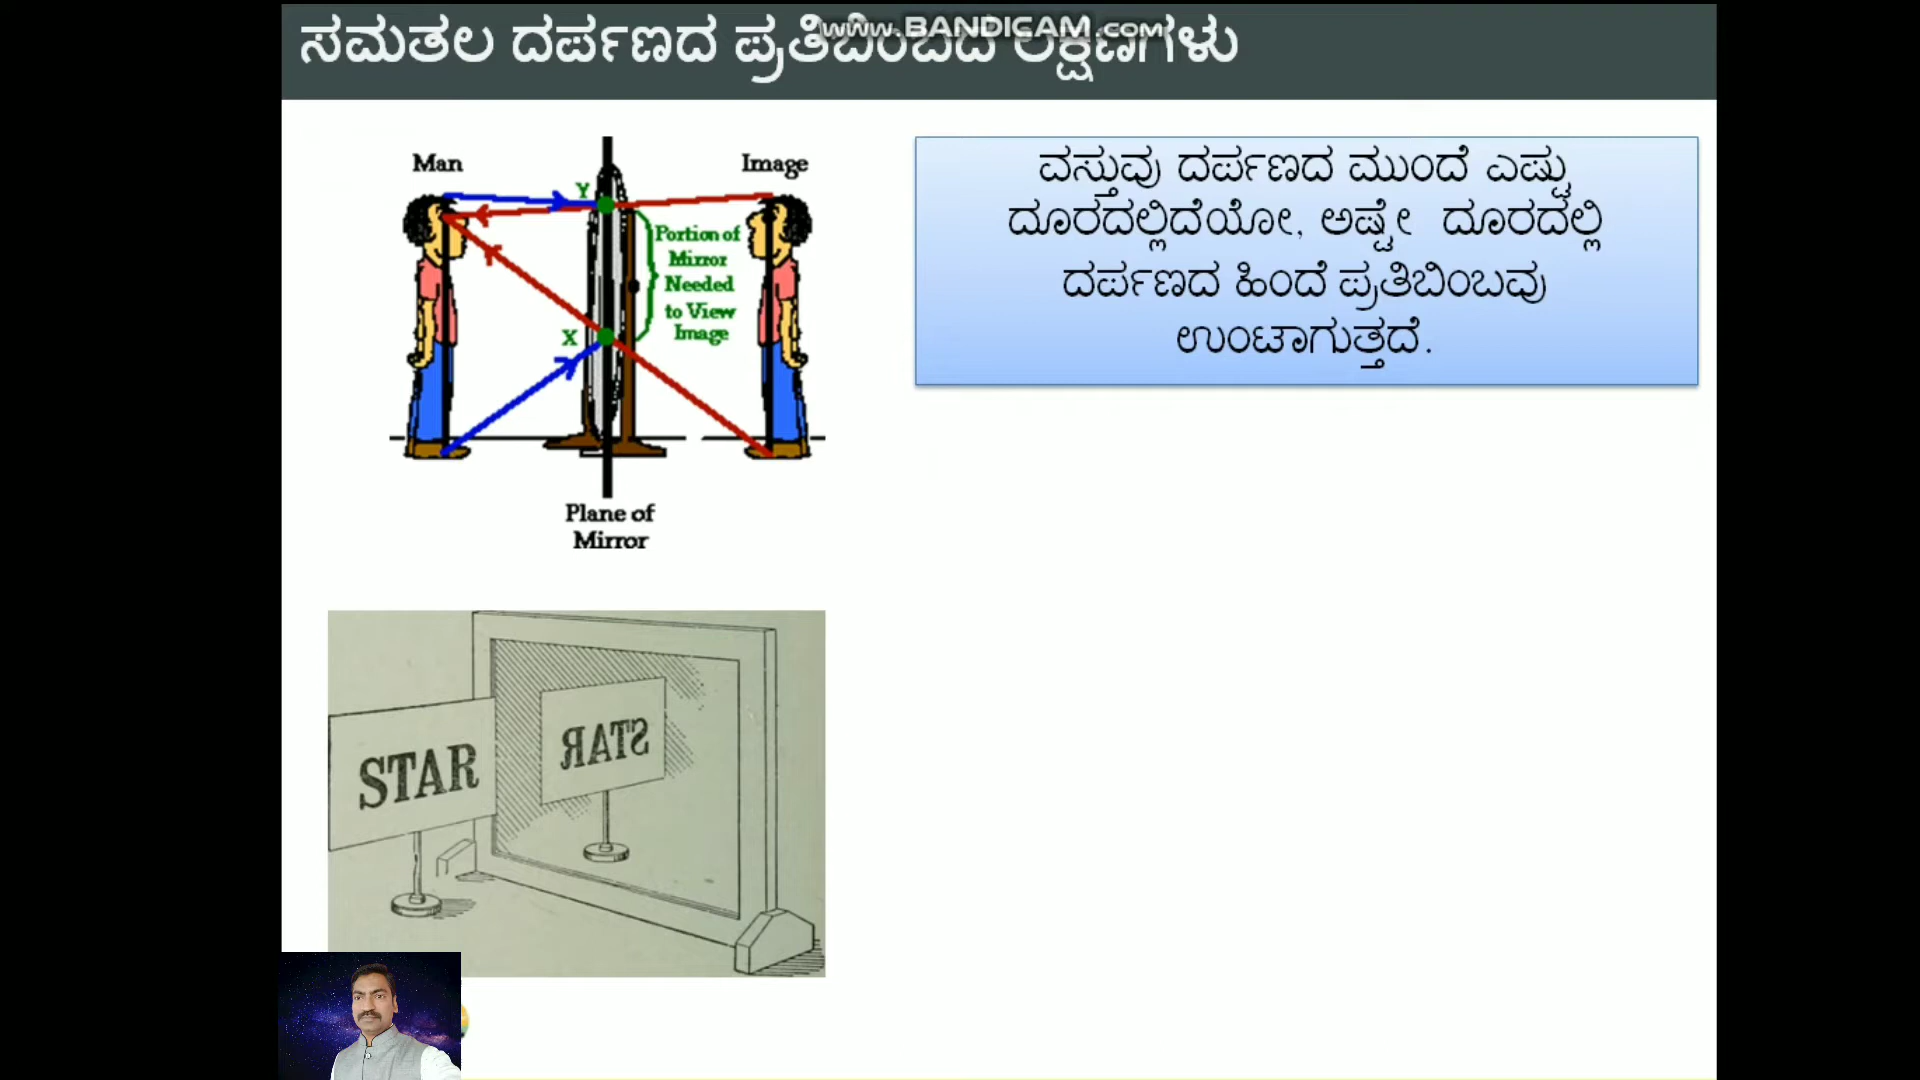 www.BANDICAM.com
ಸಮತಲ ದರ್ಪಣದ ಪ್ರತಿಬಿಂಬದ ಲಕ್ಷಣಗಳು
Man
Image
Y
Portion of
Mirror
Needed
to View
Image
X
Plane of
Mirror
ವಸ್ತುವು ದರ್ಪಣದ ಮುಂದೆ ಎಷ್ಟು
ದೂರದಲ್ಲಿದೆಯೋ, ಅಷ್ಟೇ ದೂರದಲ್ಲಿ
ದರ್ಪಣದ ಹಿಂದೆ ಪ್ರತಿಬಿಂಬವು
ಉಂಟಾಗುತ್ತದೆ.
STAR
STAR